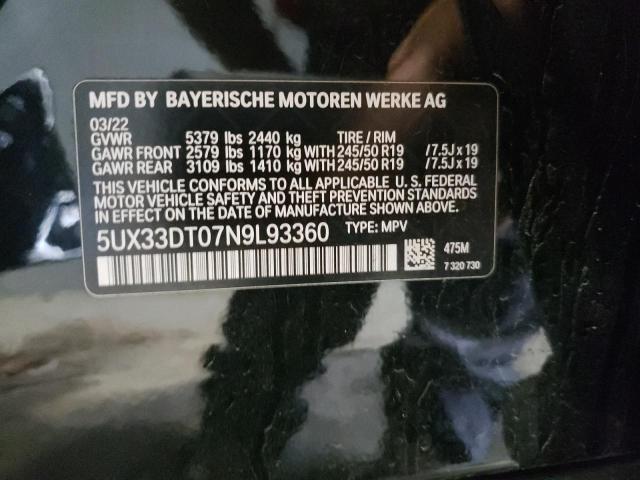 MFD BY BAYERISCHE MOTOREN WERKE AG
03/22
GVWR 5379 lbs 2440 kg TIRE / RIM
GAWR FRONT 2579 lbs 1170 kg WITH 245/50 R19 /7.5J x 19
GAWR REAR 3109 lbs 1410 kg WITH 245/50 R19 /7.5J x 19
THIS VEHICLE CONFORMS TO ALL APPLICABLE U. S. FEDERAL
MOTOR VEHICLE SAFETY AND THEFT PREVENTION STANDARDS
IN EFFECT ON THE DATE OF MANUFACTURE SHOWN ABOVE.
5UX33DT07N9L93360 TYPE: MPV
475M
7 320 730